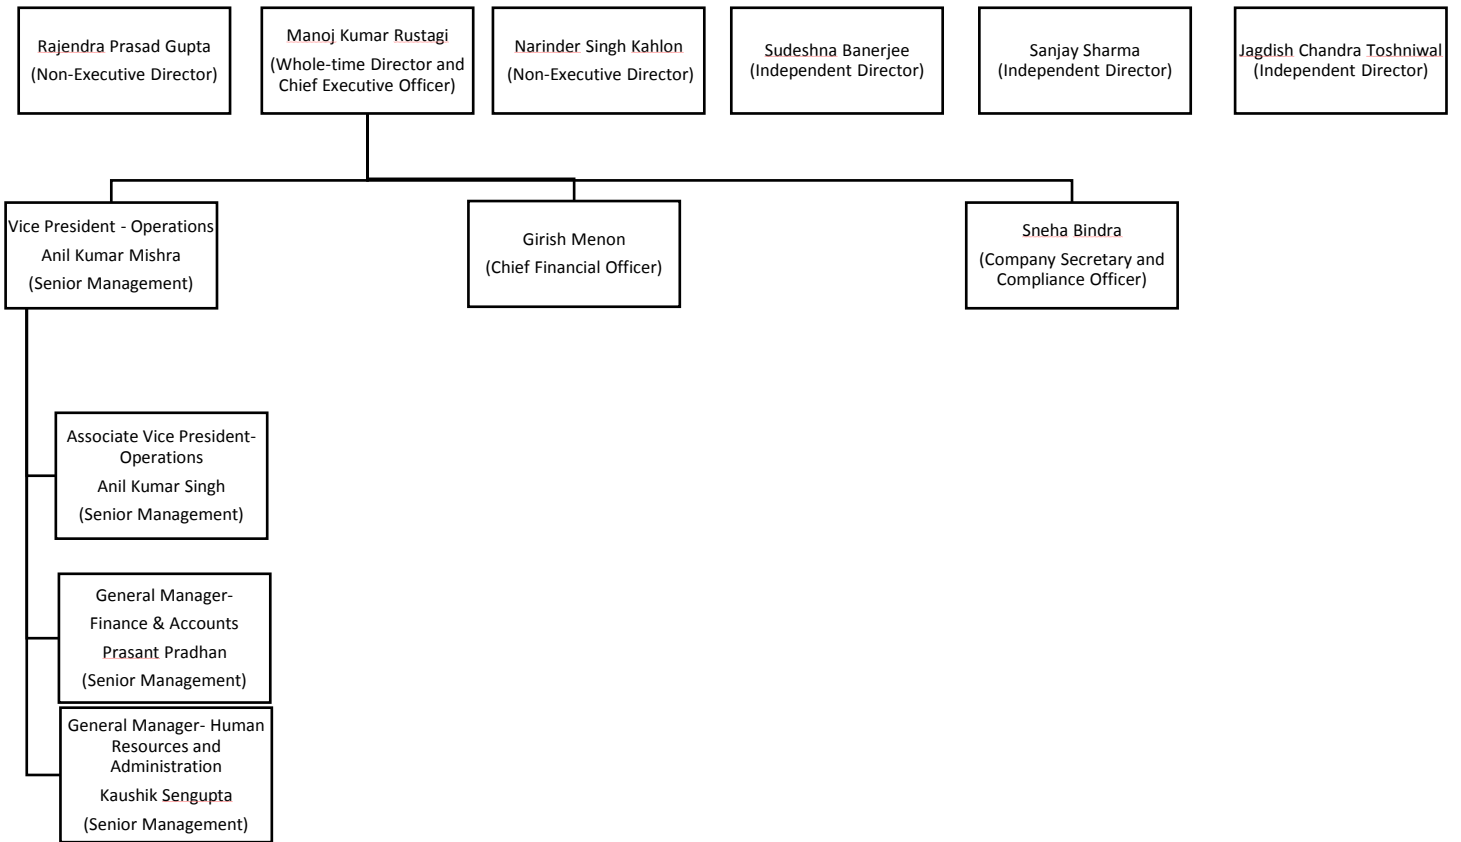 Rajendra Prasad Gupta
(Non-Executive Director)
Manoj Kumar Rustagi
(Whole-time Director and
Chief Executive Officer)
Narinder Singh Kahlon
(Non-Executive Director)
Sudeshna Banerjee
(Independent Director)
Sanjay Sharma
(Independent Director)
Jagdish Chandra Toshniwal
(Independent Director)
Vice President - Operations
Anil Kumar Mishra
(Senior Management)
Girish Menon
(Chief Financial Officer)
Sneha Bindra
(Company Secretary and
Compliance Officer)
Associate Vice President-
Operations
Anil Kumar Singh
(Senior Management)
General Manager-
Finance & Accounts
Prasant Pradhan
(Senior Management)
General Manager- Human
Resources and
Administration
Kaushik Sengupta
(Senior Management)